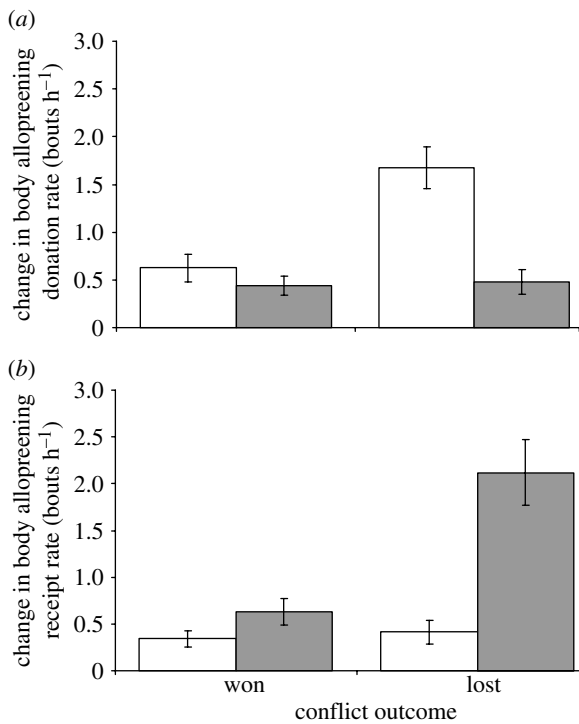 (a)
change in body allopreening
donation rate (bouts h⁻¹)
3.0
2.5
2.0
1.5
1.0
0.5
0
(b)
change in body allopreening
receipt rate (bouts h⁻¹)
3.0
2.5
2.0
1.5
1.0
0.5
0
won lost
conflict outcome